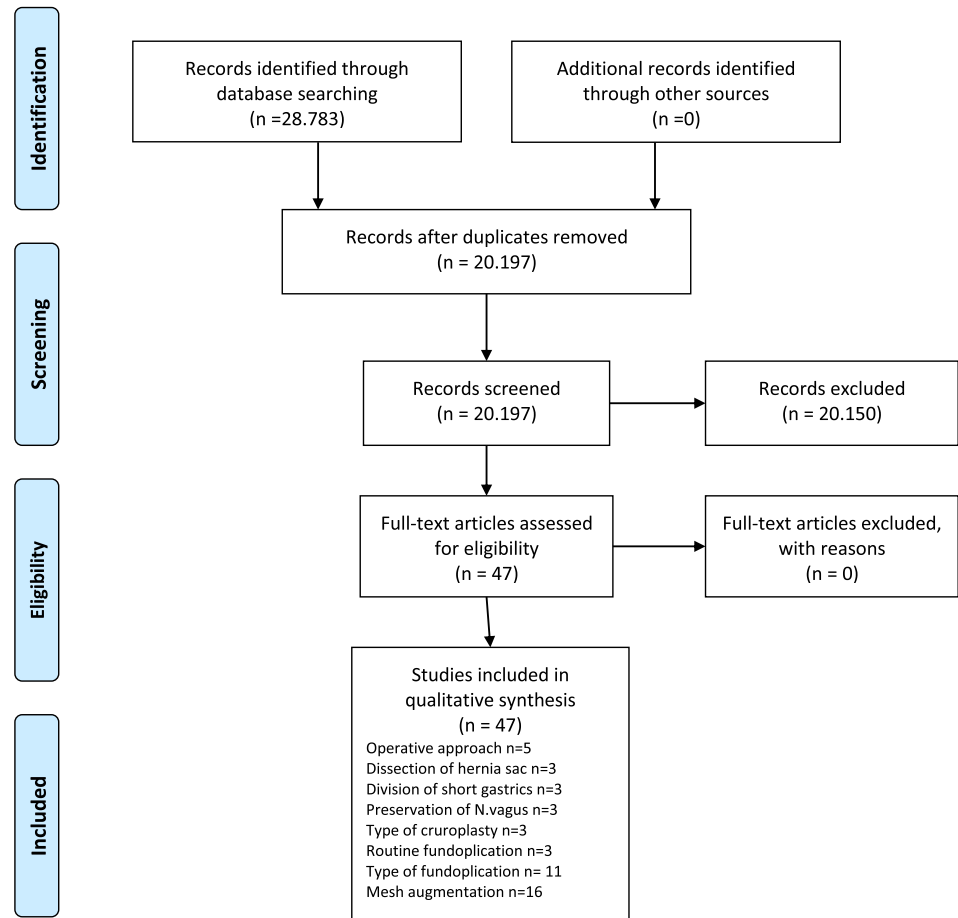 Identification
Records identified through
database searching
(n =28.783)
Additional records identified
through other sources
(n =0)
Records after duplicates removed
(n = 20.197)
Screening
Records screened
(n = 20.197)
Records excluded
(n = 20.150)
Eligibility
Full-text articles assessed
for eligibility
(n = 47)
Full-text articles excluded,
with reasons
(n = 0)
Included
Studies included in
qualitative synthesis
(n = 47)
Operative approach n=5
Dissection of hernia sac n=3
Division of short gastrics n=3
Preservation of N.vagus n=3
Type of cruroplasty n=3
Routine fundoplication n=3
Type of fundoplication n= 11
Mesh augmentation n=16